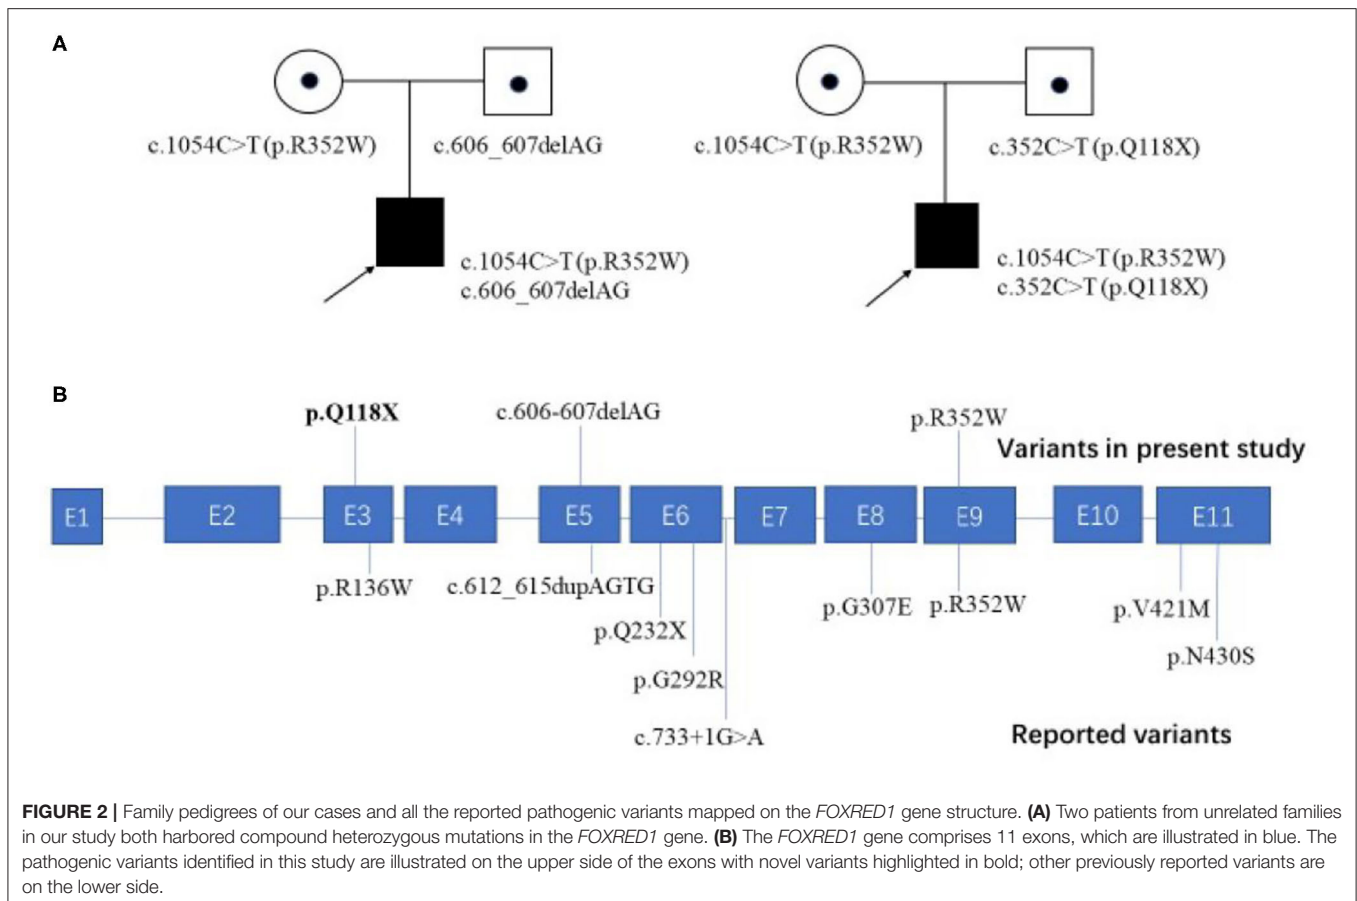 A
c.1054C>T(p.R352W)
c.606_607delAG
c.1054C>T(p.R352W)
c.352C>T(p.Q118X)
c.1054C>T(p.R352W)
c.606_607delAG
c.1054C>T(p.R352W)
c.352C>T(p.Q118X)
B
p.Q118X
c.606-607delAG
p.R352W
Variants in present study
E1 E2 E3 E4 E5 E6 E7 E8 E9 E10 E11
p.R136W
c.612_615dupAGTG
p.Q232X
p.G292R
c.733+1G>A
p.G307E
p.R352W
p.V421M
p.N430S
Reported variants
FIGURE 2 | Family pedigrees of our cases and all the reported pathogenic variants mapped on the FOXRED1 gene structure. (A) Two patients from unrelated families
in our study both harbored compound heterozygous mutations in the FOXRED1 gene. (B) The FOXRED1 gene comprises 11 exons, which are illustrated in blue. The
pathogenic variants identified in this study are illustrated on the upper side of the exons with novel variants highlighted in bold; other previously reported variants are
on the lower side.